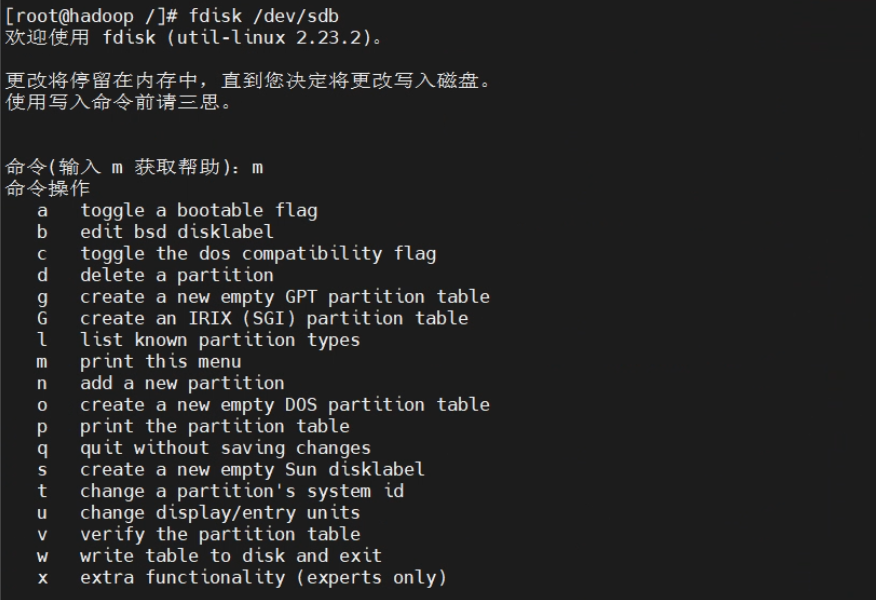 [root@hadoop /]# fdisk /dev/sdb
欢迎使用 fdisk (util-linux 2.23.2)。
更改将停留在内存中，直到您决定将更改写入磁盘。
使用写入命令前请三思。
命令(输入 m 获取帮助)：m
命令操作
a   toggle a bootable flag
b   edit bsd disklabel
c   toggle the dos compatibility flag
d   delete a partition
g   create a new empty GPT partition table
G   create an IRIX (SGI) partition table
l   list known partition types
m   print this menu
n   add a new partition
o   create a new empty DOS partition table
p   print the partition table
q   quit without saving changes
s   create a new empty Sun disklabel
t   change a partition's system id
u   change display/entry units
v   verify the partition table
w   write table to disk and exit
x   extra functionality (experts only)